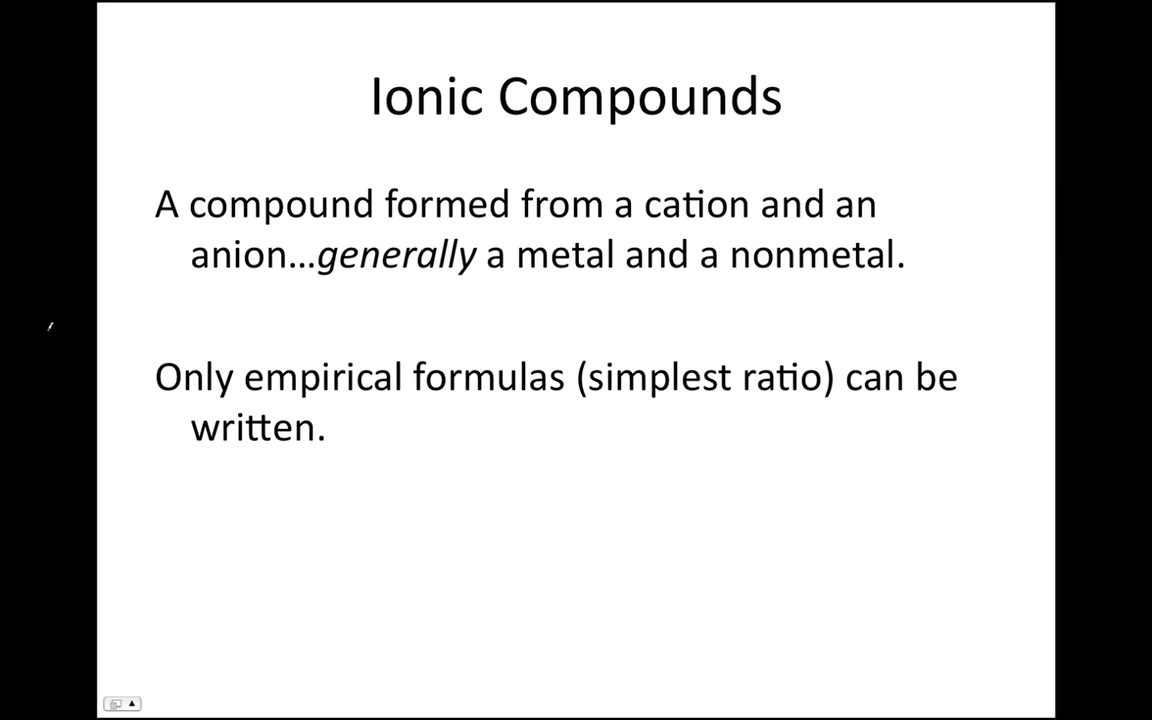 Ionic Compounds
A compound formed from a cation and an
anion...generally a metal and a nonmetal.
Only empirical formulas (simplest ratio) can be
written.